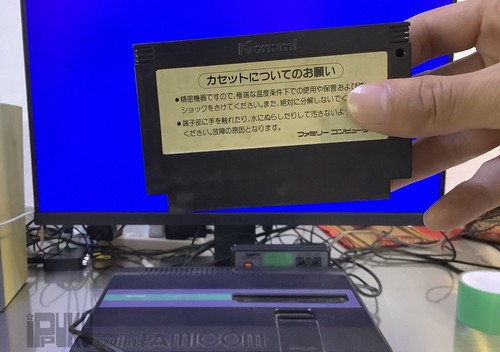 Konami
カセットについてのお願い
●精密機器ですので、極端な温度条件下での使用や保管および
ショックをさけてください。また、絶対に分解しないでく
●端子部に手を触れたり、水にぬらしたりして汚さないよう
ください。故障の原因となります。
ファミリー コンピュータ
FAMICOM